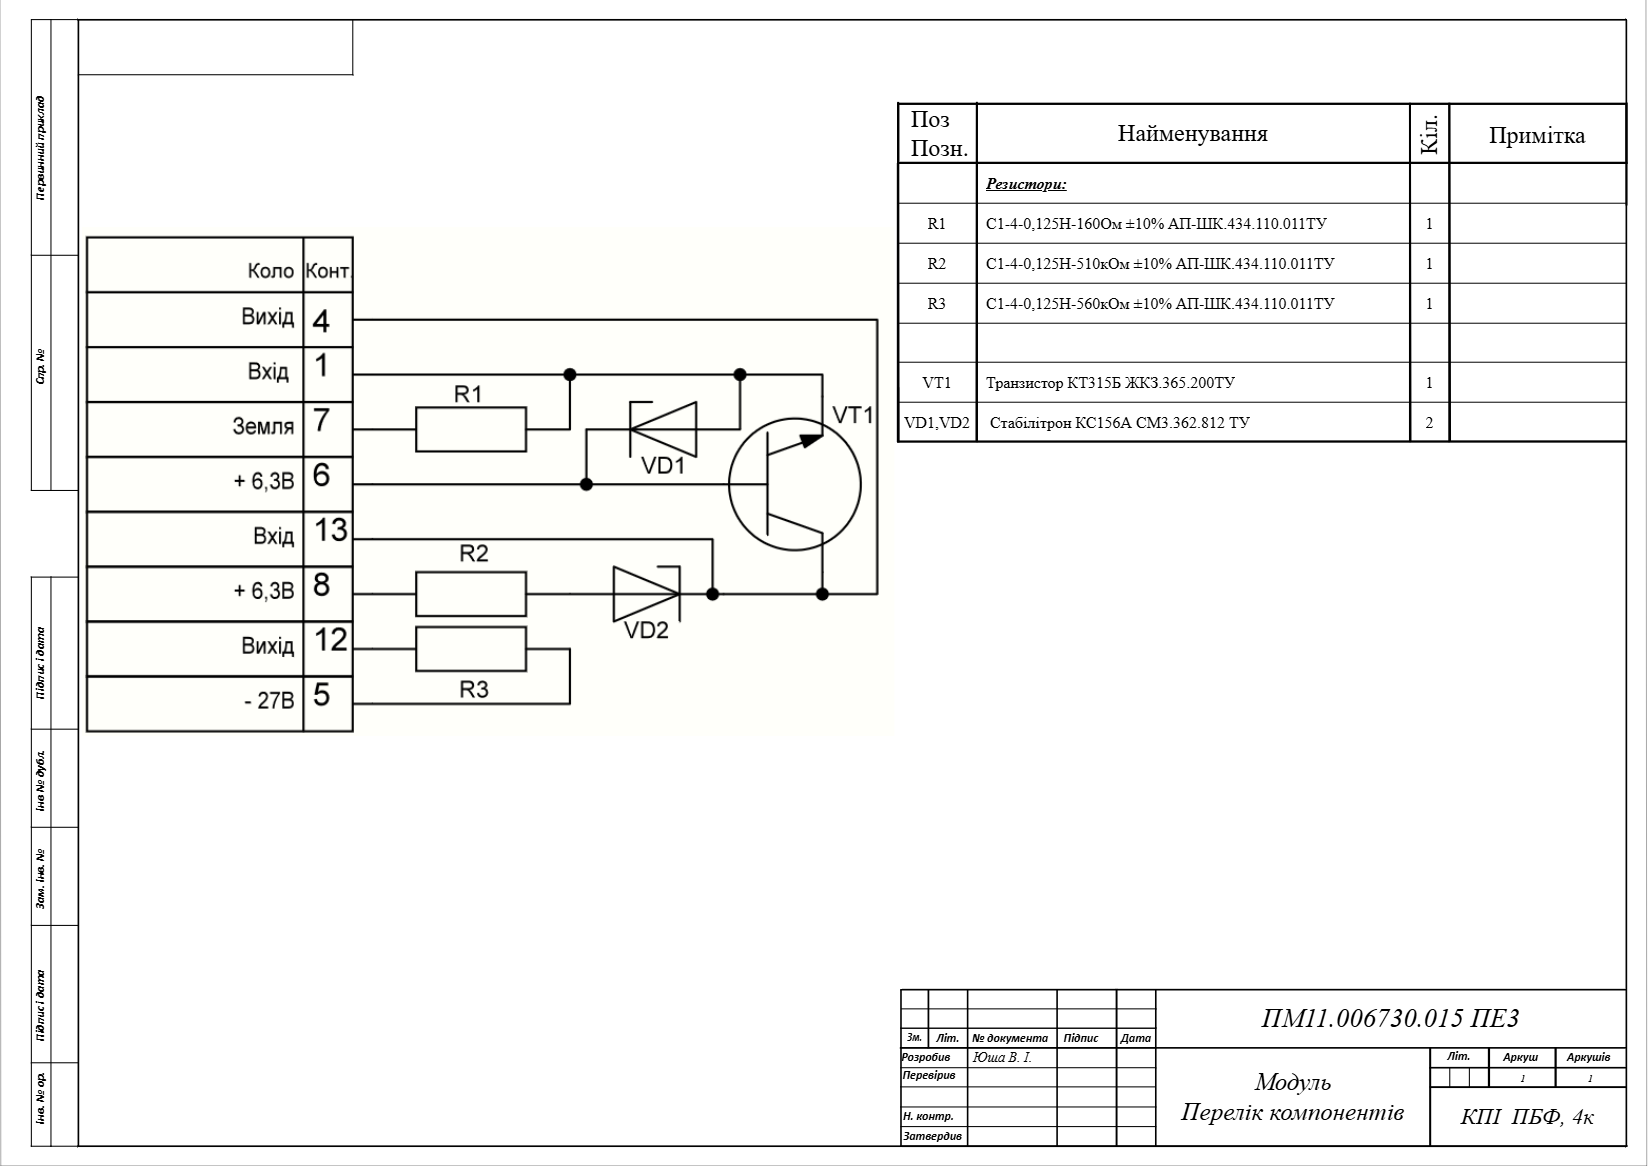 Первинний приклад
Спр. №
Підпис і дата
інв № дубл.
Зам. інв. №
Підпис і дата
інв. № ор.
Коло Конт.
Вихід 4
Вхід 1
Земля 7
+ 6,3В 6
Вхід 13
+ 6,3В 8
Вихід 12
- 27В 5
R1
VD1
VT1
R2
VD2
R3
Поз Найменування Кіл. Примітка
Позн.
Резистори:
R1 С1-4-0,125Н-160Ом ±10% АП-ШК.434.110.011ТУ 1
R2 С1-4-0,125Н-510кОм ±10% АП-ШК.434.110.011ТУ 1
R3 С1-4-0,125Н-560кОм ±10% АП-ШК.434.110.011ТУ 1
VT1 Транзистор КТ315Б ЖКЗ.365.200ТУ 1
VD1,VD2 Стабілітрон КС156А СМЗ.362.812 ТУ 2
ПМ11.006730.015 ПЕЗ
Зм. Літ. № документа Підпис Дата
Розробив Юша В. І.
Перевірив
Н. контр.
Затвердив
Модуль
Перелік компонентів
Літ. Аркуш Аркушів
1 1
КПІ ПБФ, 4к